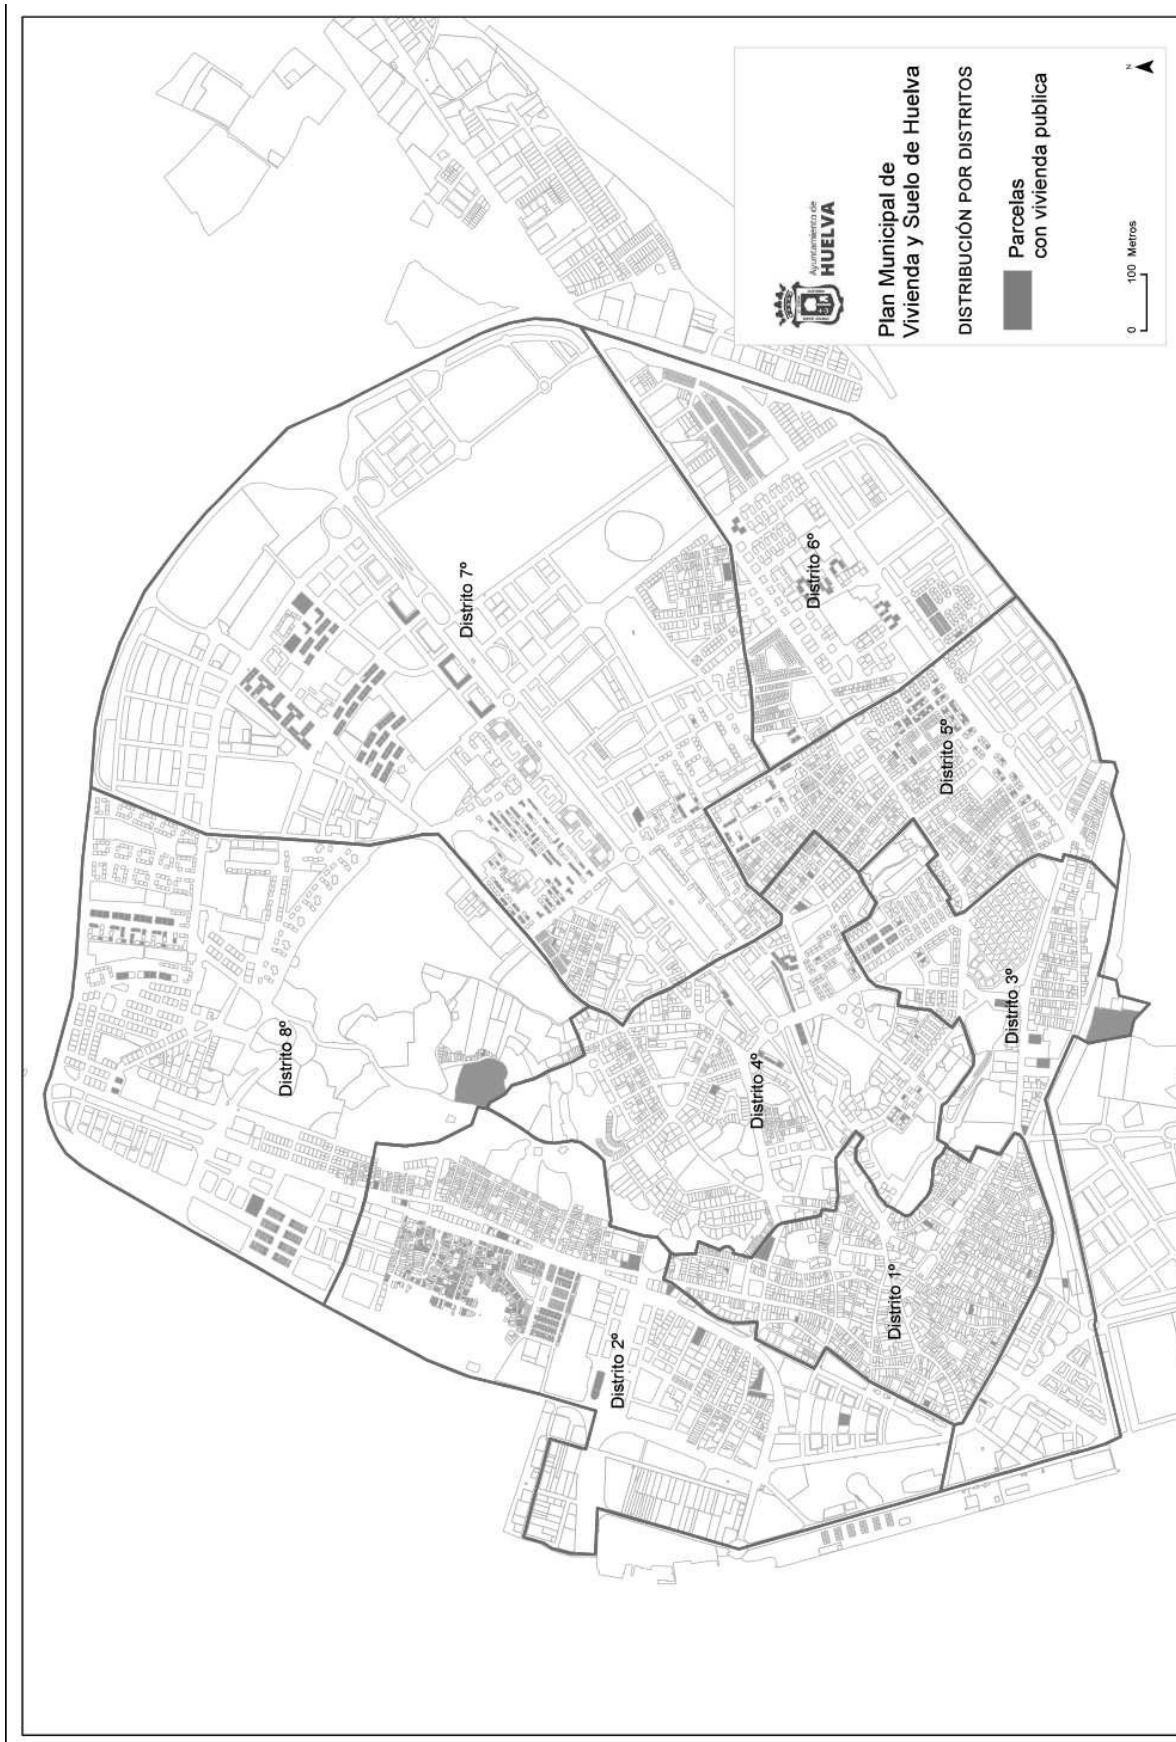 Ayuntamiento de
HUELVA
Plan Municipal de
Vivienda y Suelo de Huelva
DISTRIBUCIÓN POR DISTRITOS
Parcelas
con vivienda publica
0 100 Metros
N
Distrito 7º
Distrito 6º
Distrito 5º
Distrito 8º
Distrito 3º
Distrito 4º
Distrito 1º
Distrito 2º